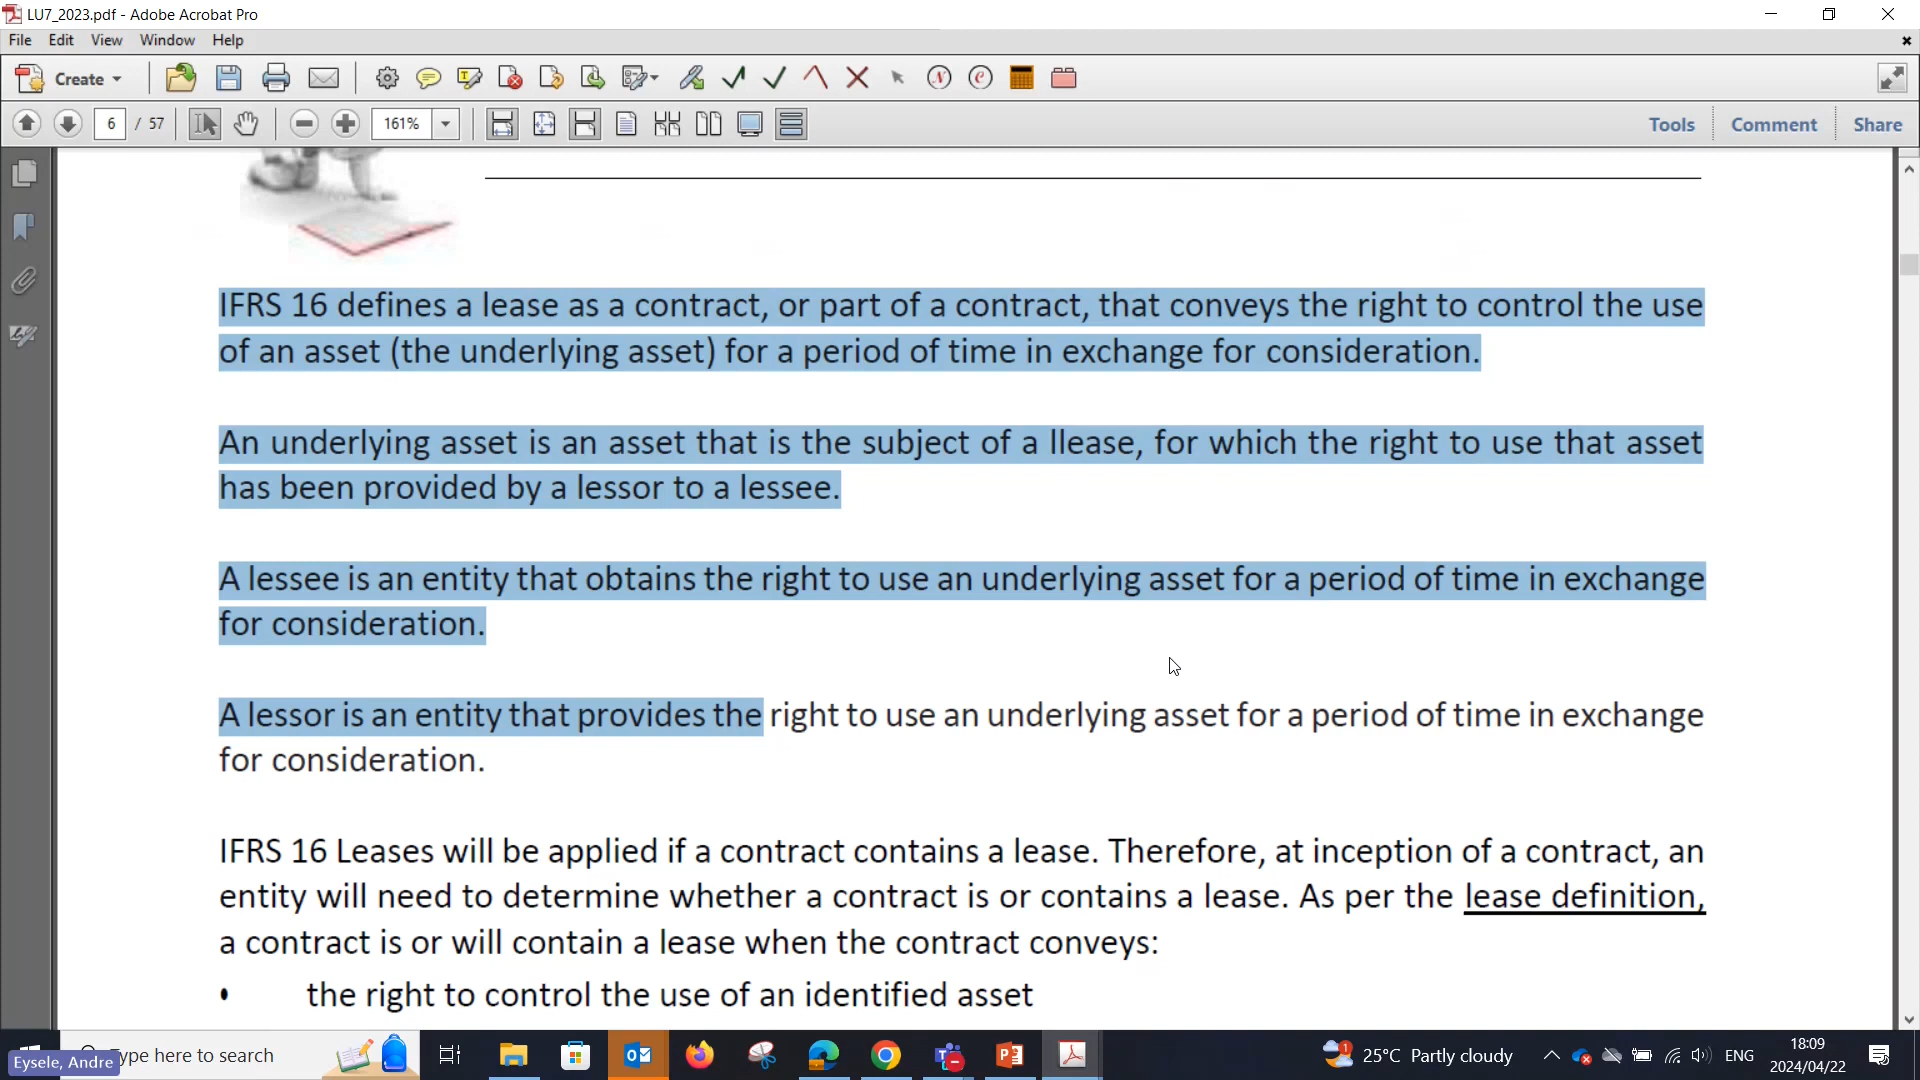 LU7_2023.pdf - Adobe Acrobat Pro
File Edit View Window Help
Create
6 / 57 161% Tools Comment Share
IFRS 16 defines a lease as a contract, or part of a contract, that conveys the right to control the use
of an asset (the underlying asset) for a period of time in exchange for consideration.
An underlying asset is an asset that is the subject of a llease, for which the right to use that asset
has been provided by a lessor to a lessee.
A lessee is an entity that obtains the right to use an underlying asset for a period of time in exchange
for consideration.
A lessor is an entity that provides the right to use an underlying asset for a period of time in exchange
for consideration.
IFRS 16 Leases will be applied if a contract contains a lease. Therefore, at inception of a contract, an
entity will need to determine whether a contract is or contains a lease. As per the lease definition,
a contract is or will contain a lease when the contract conveys:
• the right to control the use of an identified asset
Type here to search
Eysele, Andre
1 25°C Partly cloudy
ENG
18:09
2024/04/22